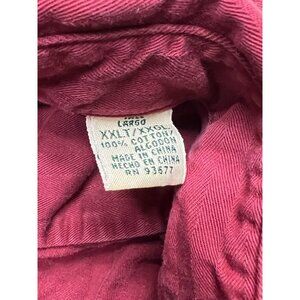 LARGO
XXLT/XXGL
100% COTTON/
ALGODON
MADE IN CHINA
HECHO EN CHINA
RN 93677